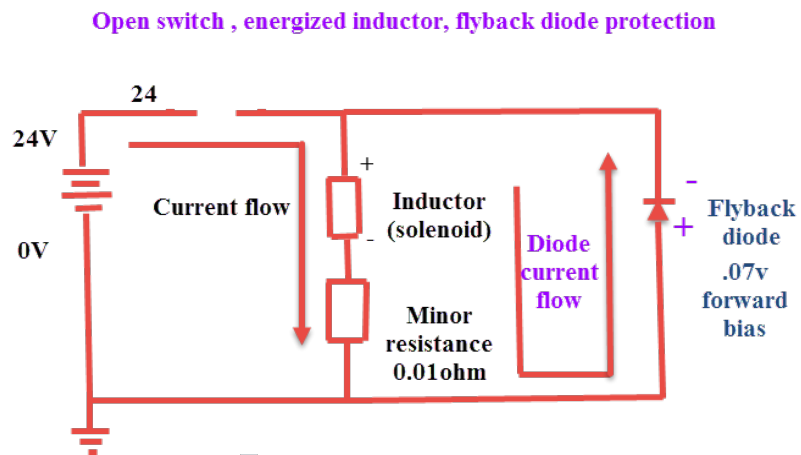 Open switch , energized inductor, flyback diode protection
24
24V
0V
Current flow
+
-
Inductor
(solenoid)
Minor
resistance
0.01ohm
Diode
current
flow
-
+
Flyback
diode
.07v
forward
bias